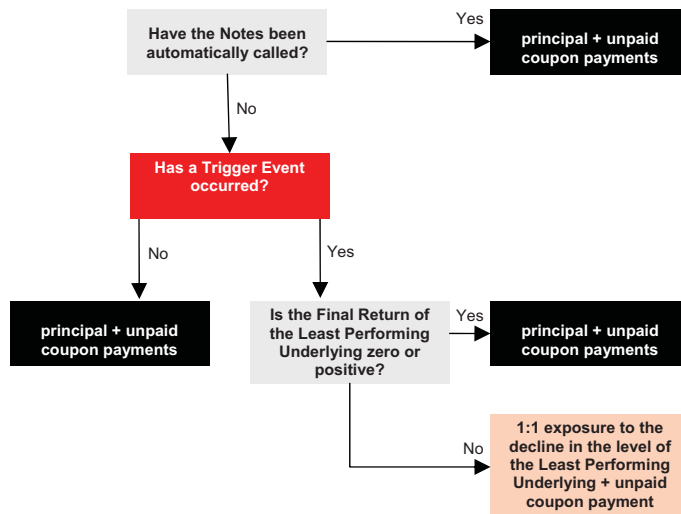 Have the Notes been
automatically called?
Yes
principal + unpaid
coupon payments
No
Has a Trigger Event
occurred?
No
Yes
principal + unpaid
coupon payments
Is the Final Return of
the Least Performing
Underlying zero or
positive?
Yes
principal + unpaid
coupon payments
No
1:1 exposure to the
decline in the level of
the Least Performing
Underlying + unpaid
coupon payment